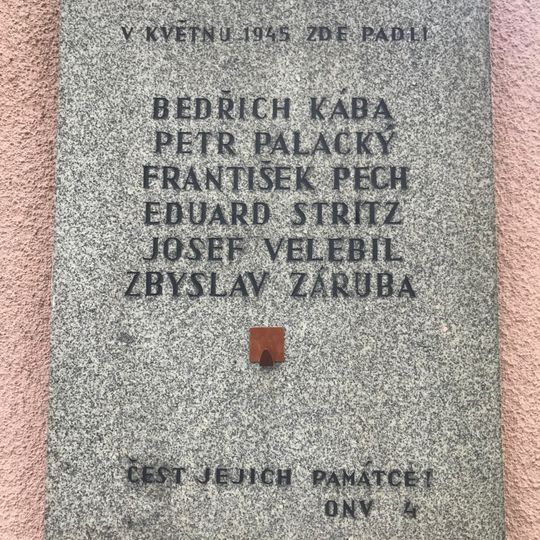 V KVĚTNU 1945 ZDE PADLI
BEDŘICH KÁBA
PETR PALACKÝ
FRANTIŠEK PECH
EDUARD STRITZ
JOSEF VELEBIL
ZBYSLAV ZÁRUBA
ČEST JEJICH PAMÁTCE!
ONV 4